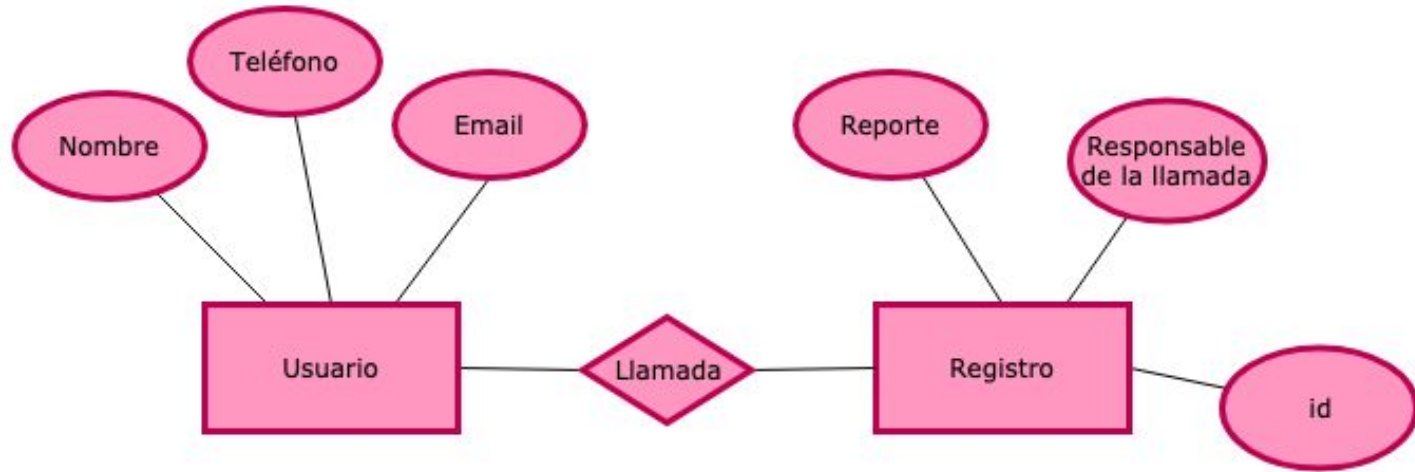 Teléfono
Email
Nombre
Reporte
Responsable
de la llamada
Usuario
Llamada
Registro
id